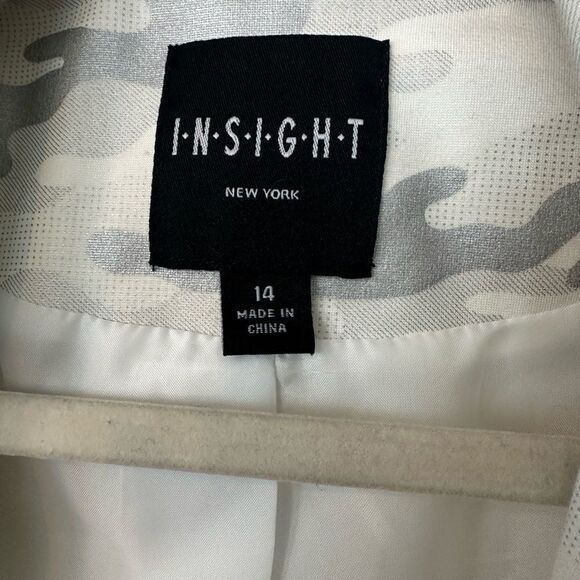 I·N·S·I·G·H·T
NEW YORK
14
MADE IN
CHINA